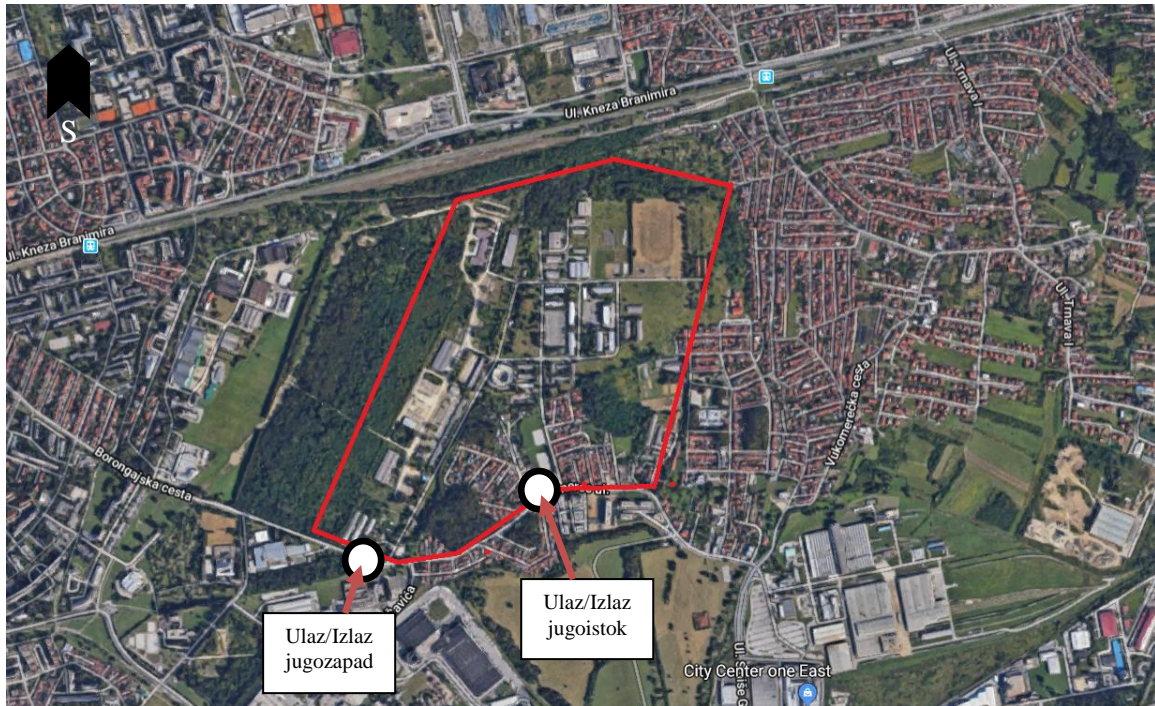 Ul. Trnava I
Ul. Kneza Branimira
S
Ul. Kneza Branimira
Ul. Trnava I
Vukomerečka cesta
Borongajska cesta
Ulaz/Izlaz
jugoistok
Ulaz/Izlaz
jugozapad
City Center one East